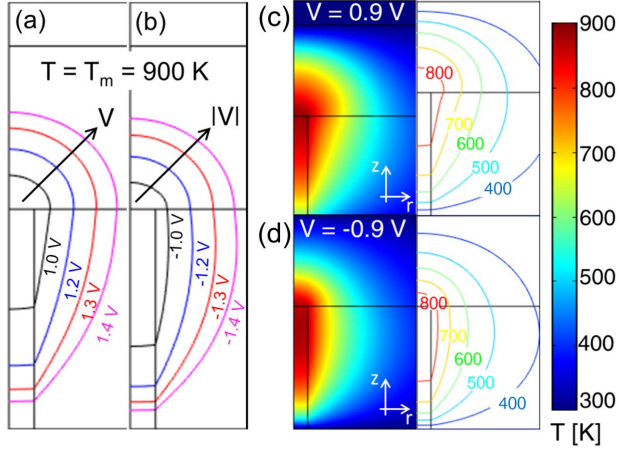 (a)
(b)
T = Tm = 900 K
V
|V|
1.0 V
1.2 V
1.3 V
1.4 V
-1.0 V
-1.2 V
-1.3 V
-1.4 V
(c)
V = 0.9 V
z
r
800
700
600
500
400
(d)
V = -0.9 V
z
r
800
700
600
500
400
900
800
700
600
500
400
300
T [K]